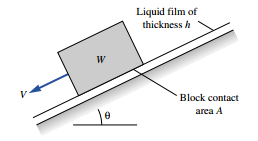 Liquid film of
thickness h
W
V
Block contact
area A
θ